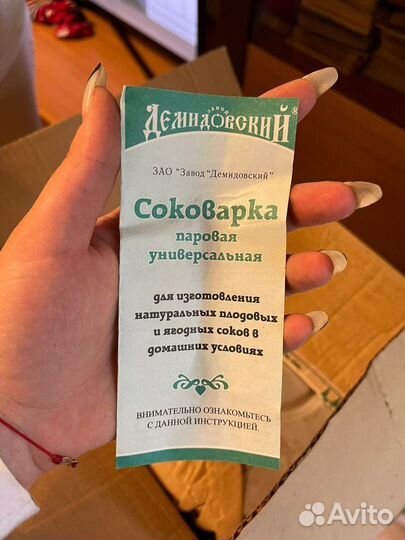 ЗАВОД
ДЕМИДОВСКИЙ®
ЗАО "Завод "Демидовский"
Соковарка
паровая
универсальная
для изготовления
натуральных плодовых
и ягодных соков в
домашних условиях
ВНИМАТЕЛЬНО ОЗНАКОМЬТЕСЬ
С ДАННОЙ ИНСТРУКЦИЕЙ.
Avito